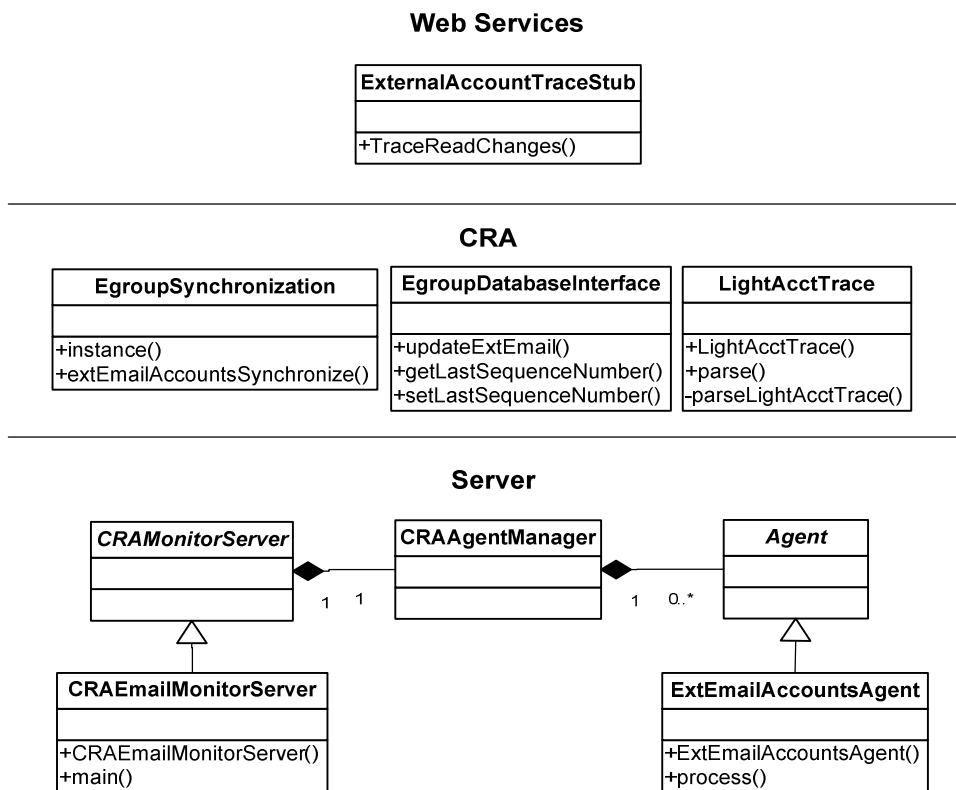 Web Services
ExternalAccountTraceStub
+TraceReadChanges()
CRA
EgroupSynchronization
+instance()
+extEmailAccountsSynchronize()
EgroupDatabaseInterface
+updateExtEmail()
+getLastSequenceNumber()
+setLastSequenceNumber()
LightAcctTrace
+LightAcctTrace()
+parse()
-parseLightAcctTrace()
Server
CRAMonitorServer
1
1
CRAAgentManager
1
0..*
Agent
CRAEmailMonitorServer
+CRAEmailMonitorServer()
+main()
ExtEmailAccountsAgent
+ExtEmailAccountsAgent()
+process()